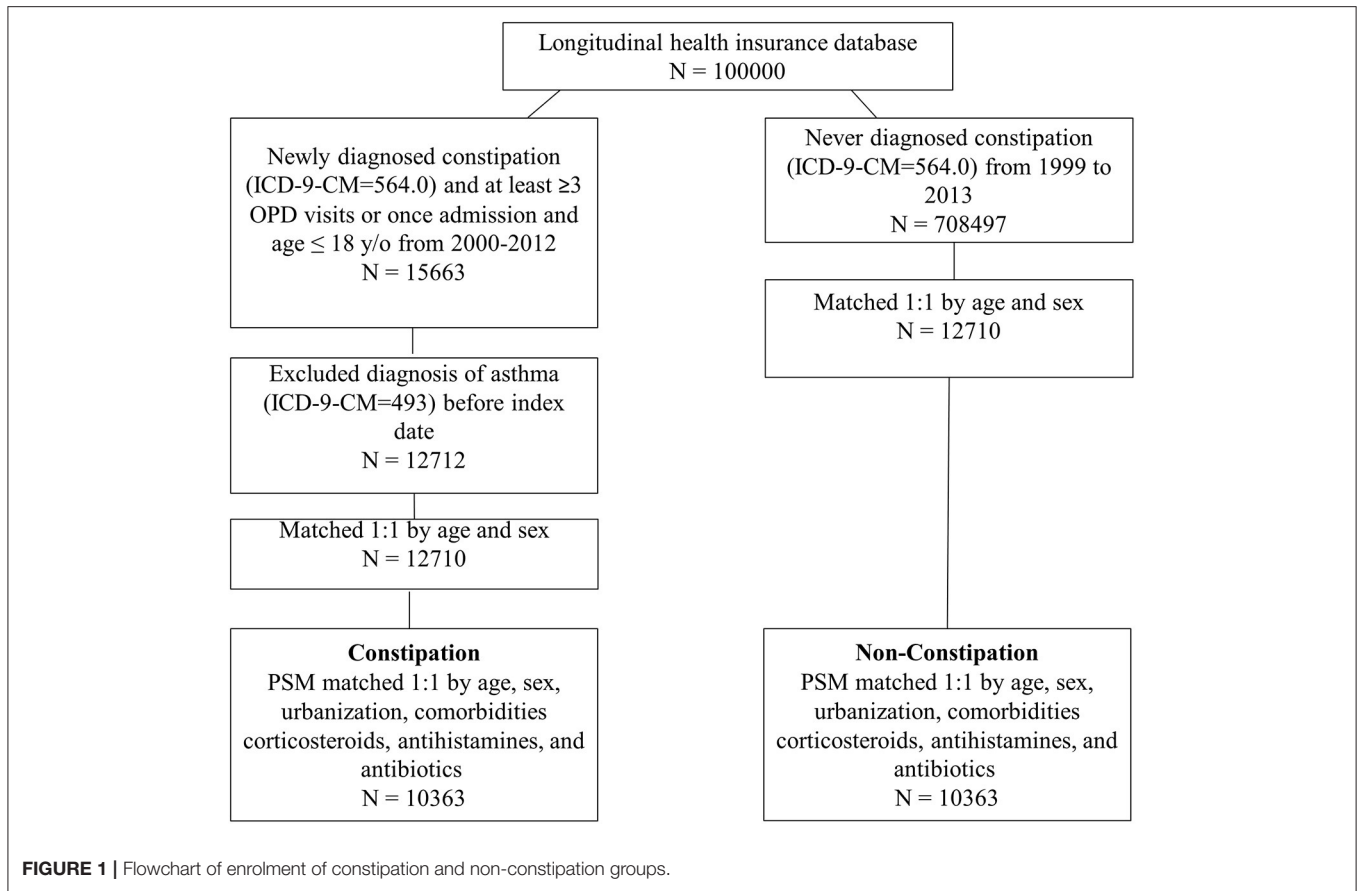 Longitudinal health insurance database
N = 100000
Newly diagnosed constipation
(ICD-9-CM=564.0) and at least ≥3
OPD visits or once admission and
age ≤ 18 y/o from 2000-2012
N = 15663
Excluded diagnosis of asthma
(ICD-9-CM=493) before index
date
N = 12712
Matched 1:1 by age and sex
N = 12710
Constipation
PSM matched 1:1 by age, sex,
urbanization, comorbidities
corticosteroids, antihistamines, and
antibiotics
N = 10363
Never diagnosed constipation
(ICD-9-CM=564.0) from 1999 to
2013
N = 708497
Matched 1:1 by age and sex
N = 12710
Non-Constipation
PSM matched 1:1 by age, sex,
urbanization, comorbidities
corticosteroids, antihistamines, and
antibiotics
N = 10363
FIGURE 1 | Flowchart of enrolment of constipation and non-constipation groups.